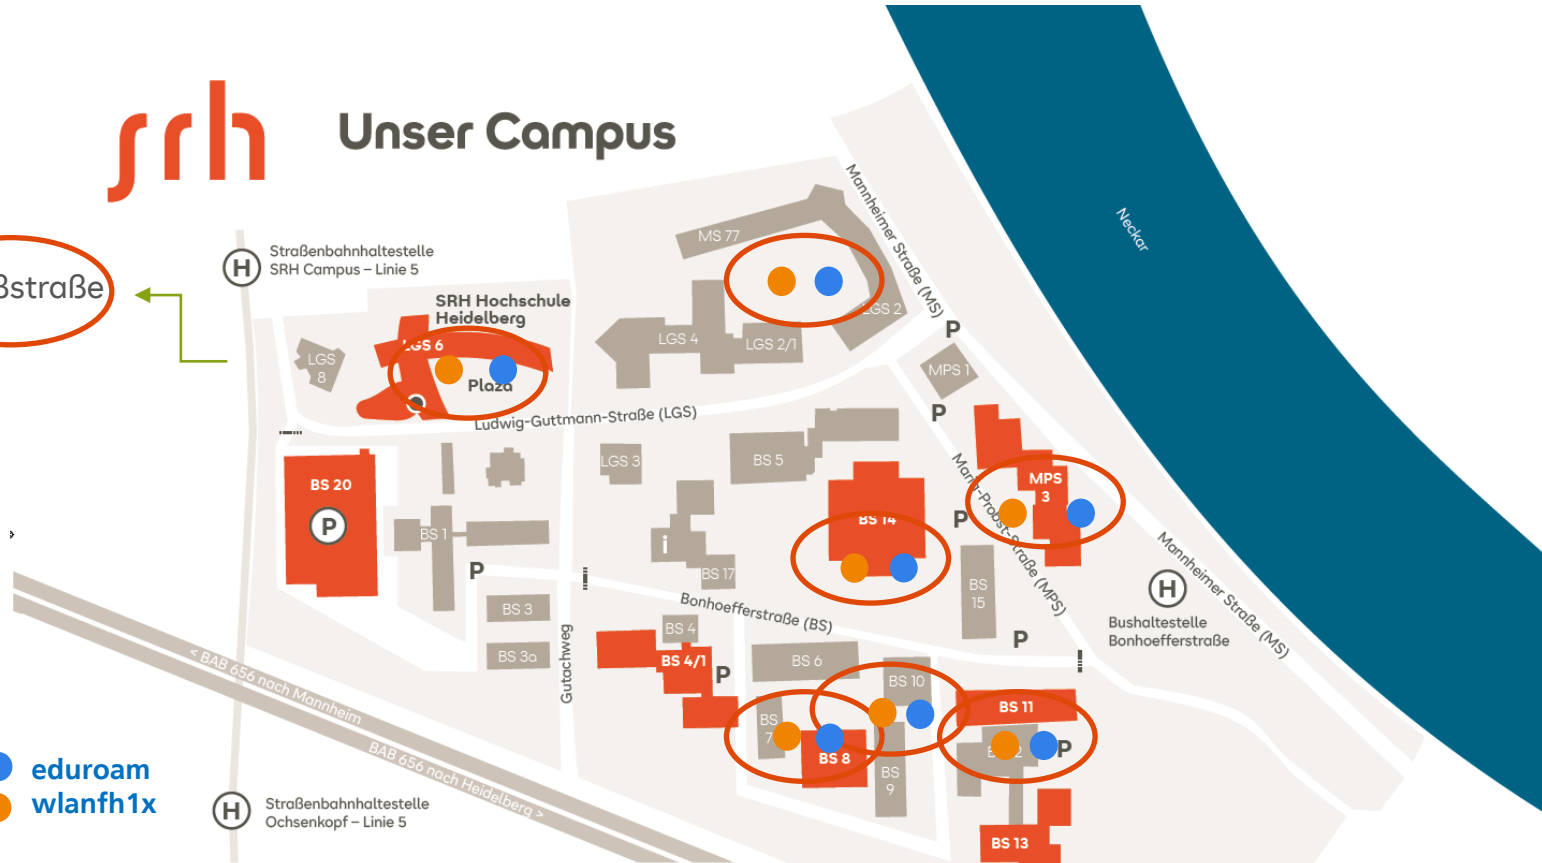 srh
Unser Campus
Mannheimer Straße (MS)
Neckar
MS 77
H
Straßenbahnhaltestelle
SRH Campus – Linie 5
ßstraße
SRH Hochschule
Heidelberg
LGS 2
LGS 6
LGS 4
LGS 2/1
P
LGS
8
Plaza
MPS 1
Ludwig-Guttmann-Straße (LGS)
P
LGS 3
BS 5
Maria-Probst-Straße (MPS)
MPS
3
BS 20
P
BS 14
P
BS 1
i
P
BS 17
BS
15
H
Mannheimer Straße (MS)
BS 3
Bonhoefferstraße (BS)
Bushaltestelle
Bonhoefferstraße
BS 4
P
BS 3a
Gutachweg
BS 4/1
P
BS 6
BS 10
< BAB 656 nach Mannheim
BS 11
BS
7
BS 8
P
BAB 656 nach Heidelberg >
BS
9
eduroam
wlanfh1x
H
Straßenbahnhaltestelle
Ochsenkopf – Linie 5
BS 13